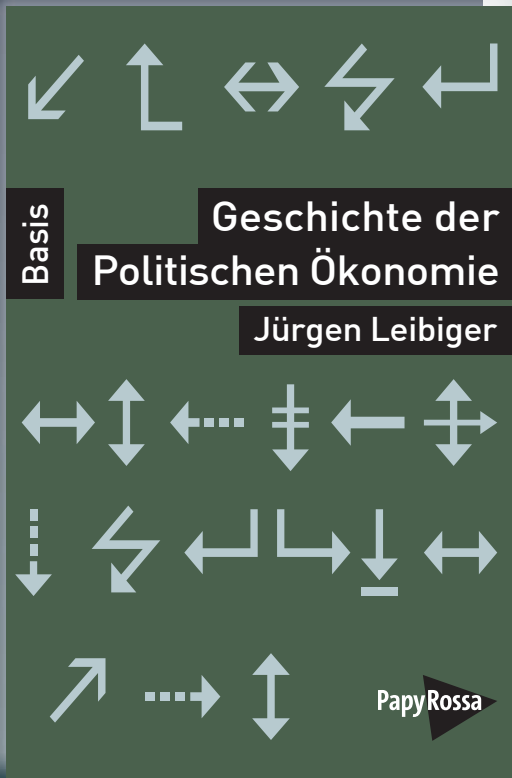 Basis
Geschichte der
Politischen Ökonomie
Jürgen Leibiger
PapyRossa